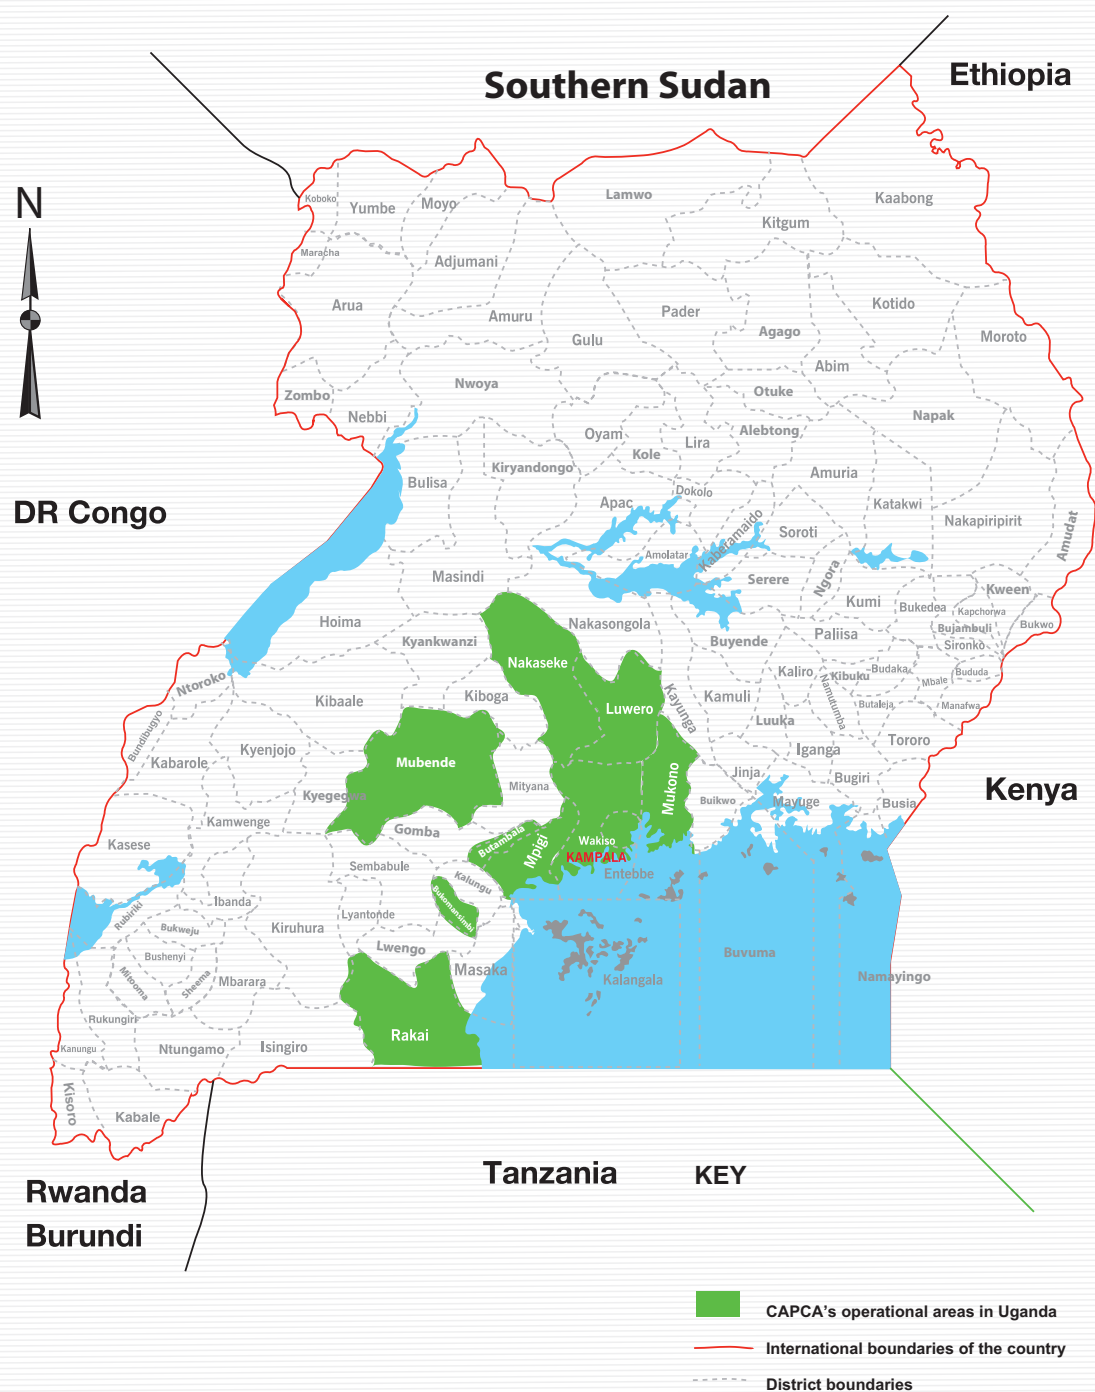 Southern Sudan
Ethiopia
N
Koboko
Yumbe
Moyo
Lamwo
Kaabong
Kitgum
Maracha
Adjumani
Arua
Amuru
Pader
Kotido
Gulu
Agago
Moroto
Abim
Nwoya
Zombo
Otuke
Nebbi
Napak
Oyam
Lira
Alebtong
Kole
Kiryandongo
Bulisa
Amuria
Dokolo
Apac
Katakwi
DR Congo
Nakapiripirit
Amudat
Kaberamaido
Soroti
Amolatar
Masindi
Serere
Ngora
Kween
Kumi
Bukedea
Kapchorwa
Hoima
Nakasongola
Bujambuli
Bukwo
Kyankwanzi
Buyende
Paliisa
Sironko
Nakaseke
Kaliro
Kibuku
Budaka
Bududa
Ntoroko
Mbale
Kibaale
Kiboga
Kayunga
Kamuli
Namutumba
Butaleja
Manafwa
Luwero
Luuka
Bundibugyo
Kyenjojo
Iganga
Tororo
Kabarole
Mubende
Jinja
Bugiri
Mityana
Mukono
Kenya
Kyegegwa
Buikwo
Mayuge
Busia
Kamwenge
Gomba
Kasese
Butambala
Mpigi
Wakiso
KAMPALA
Sembabule
Entebbe
Kalungu
Ibanda
Bukomansimbi
Rubiriki
Lyantonde
Bukweju
Kiruhura
Lwengo
Buvuma
Bushenyi
Masaka
Mitooma
Sheema
Mbarara
Kalangala
Namayingo
Rukungiri
Rakai
Kanungu
Ntungamo
Isingiro
Kisoro
Kabale
Tanzania
KEY
Rwanda
Burundi
CAPCA's operational areas in Uganda
International boundaries of the country
District boundaries